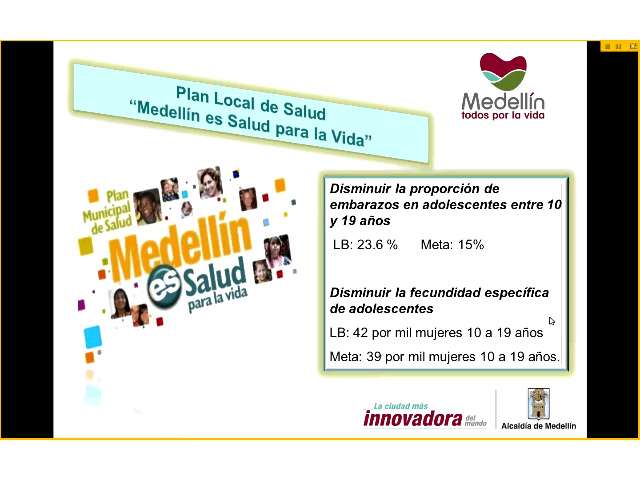 Plan Local de Salud
“Medellín es Salud para la Vida”
Medellín
todos por la vida
Plan
Municipal
de Salud
Medellín
es Salud
para la vida
Disminuir la proporción de
embarazos en adolescentes entre 10
y 19 años
LB: 23.6 % Meta: 15%
Disminuir la fecundidad específica
de adolescentes
LB: 42 por mil mujeres 10 a 19 años
Meta: 39 por mil mujeres 10 a 19 años.
La ciudad más
innovadora del
mundo
Alcaldía de Medellín